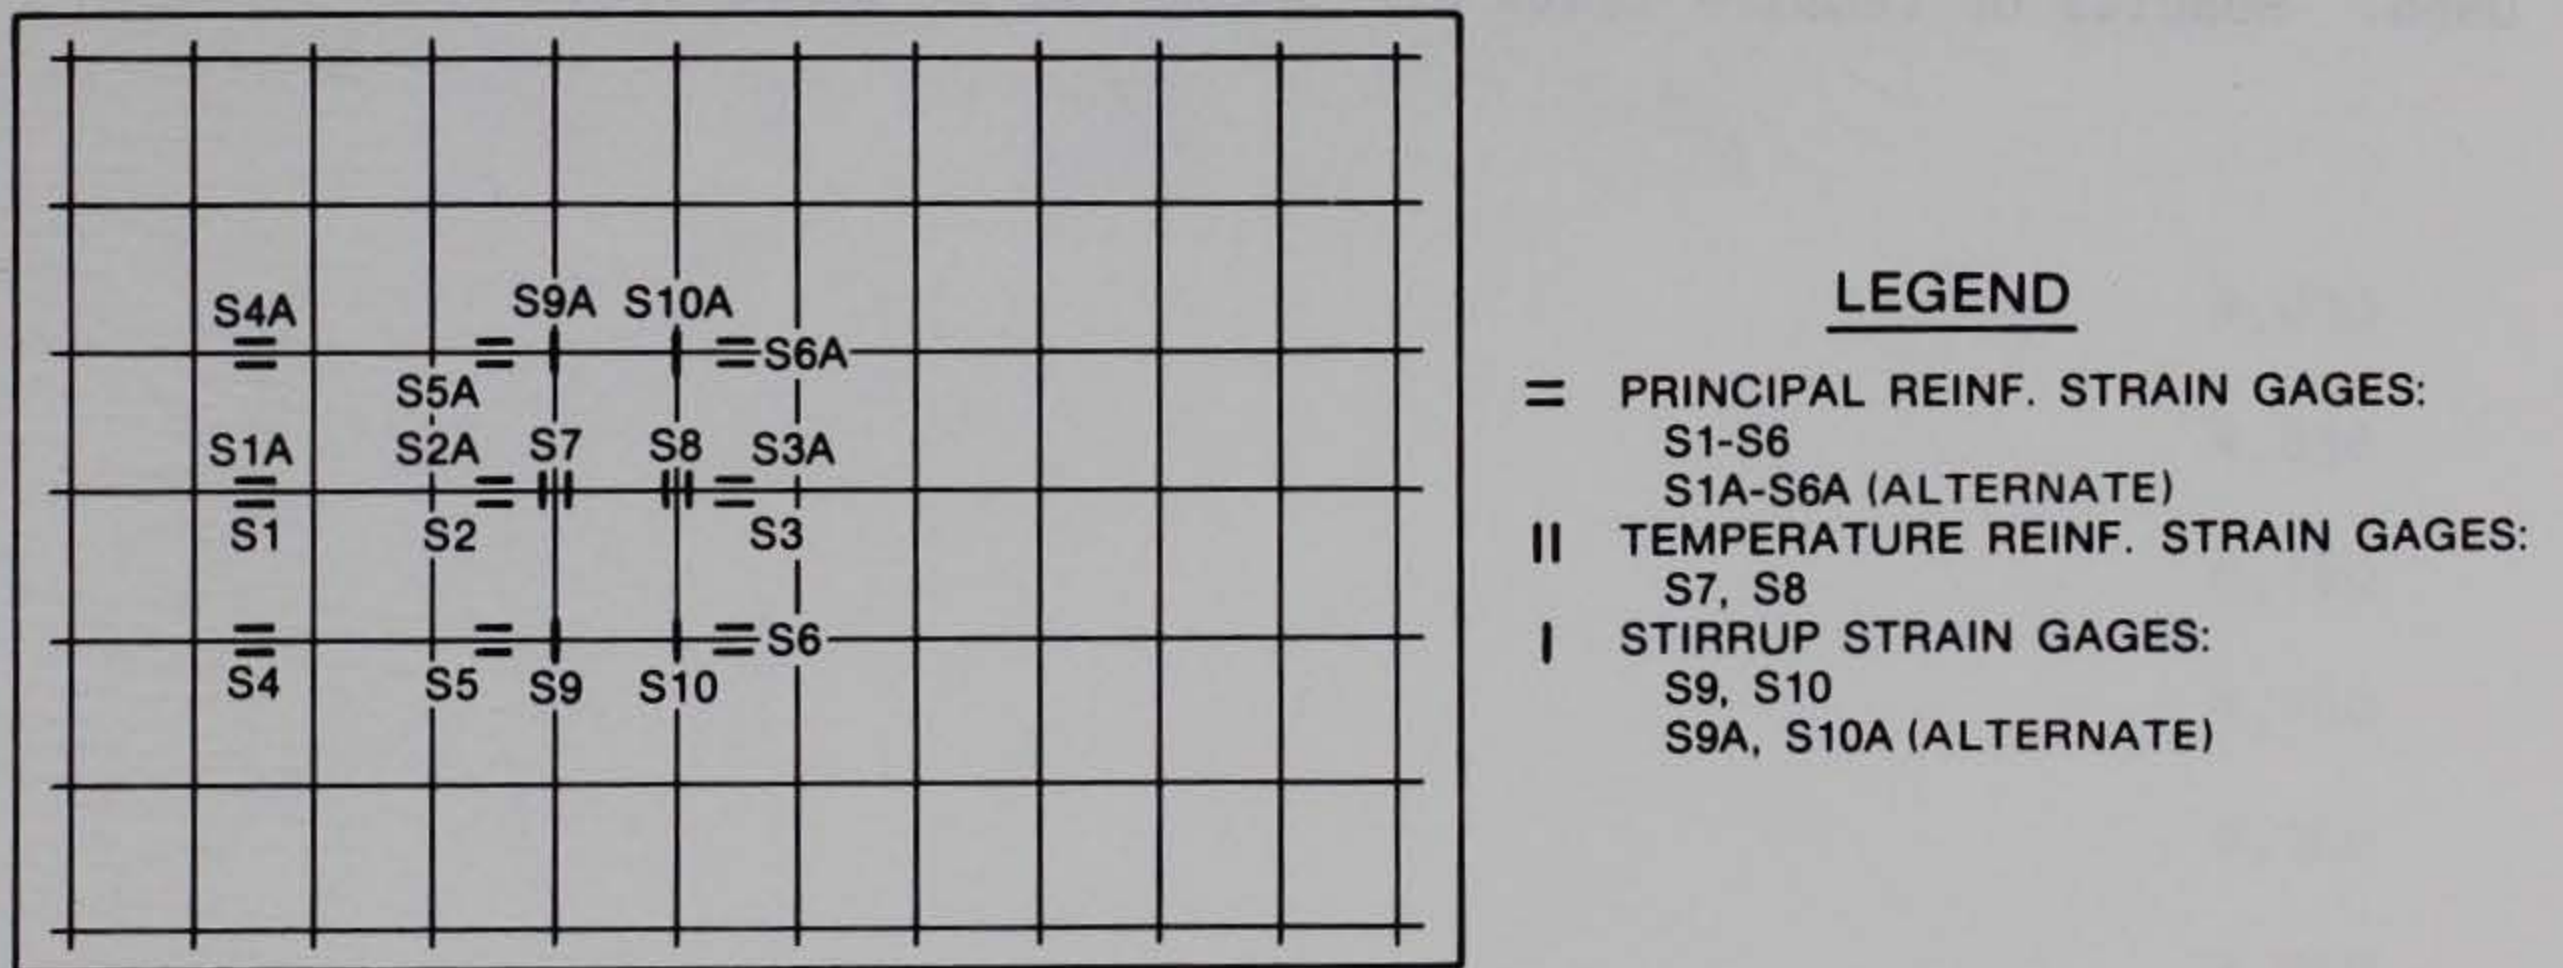 S4A
S9A S10A
S6A
S5A
S1A S2A S7 S8 S3A
S1 S2 S3
S6
S4 S5 S9 S10
LEGEND
= PRINCIPAL REINF. STRAIN GAGES:
S1-S6
S1A-S6A (ALTERNATE)
|| TEMPERATURE REINF. STRAIN GAGES:
S7, S8
| STIRRUP STRAIN GAGES:
S9, S10
S9A, S10A (ALTERNATE)